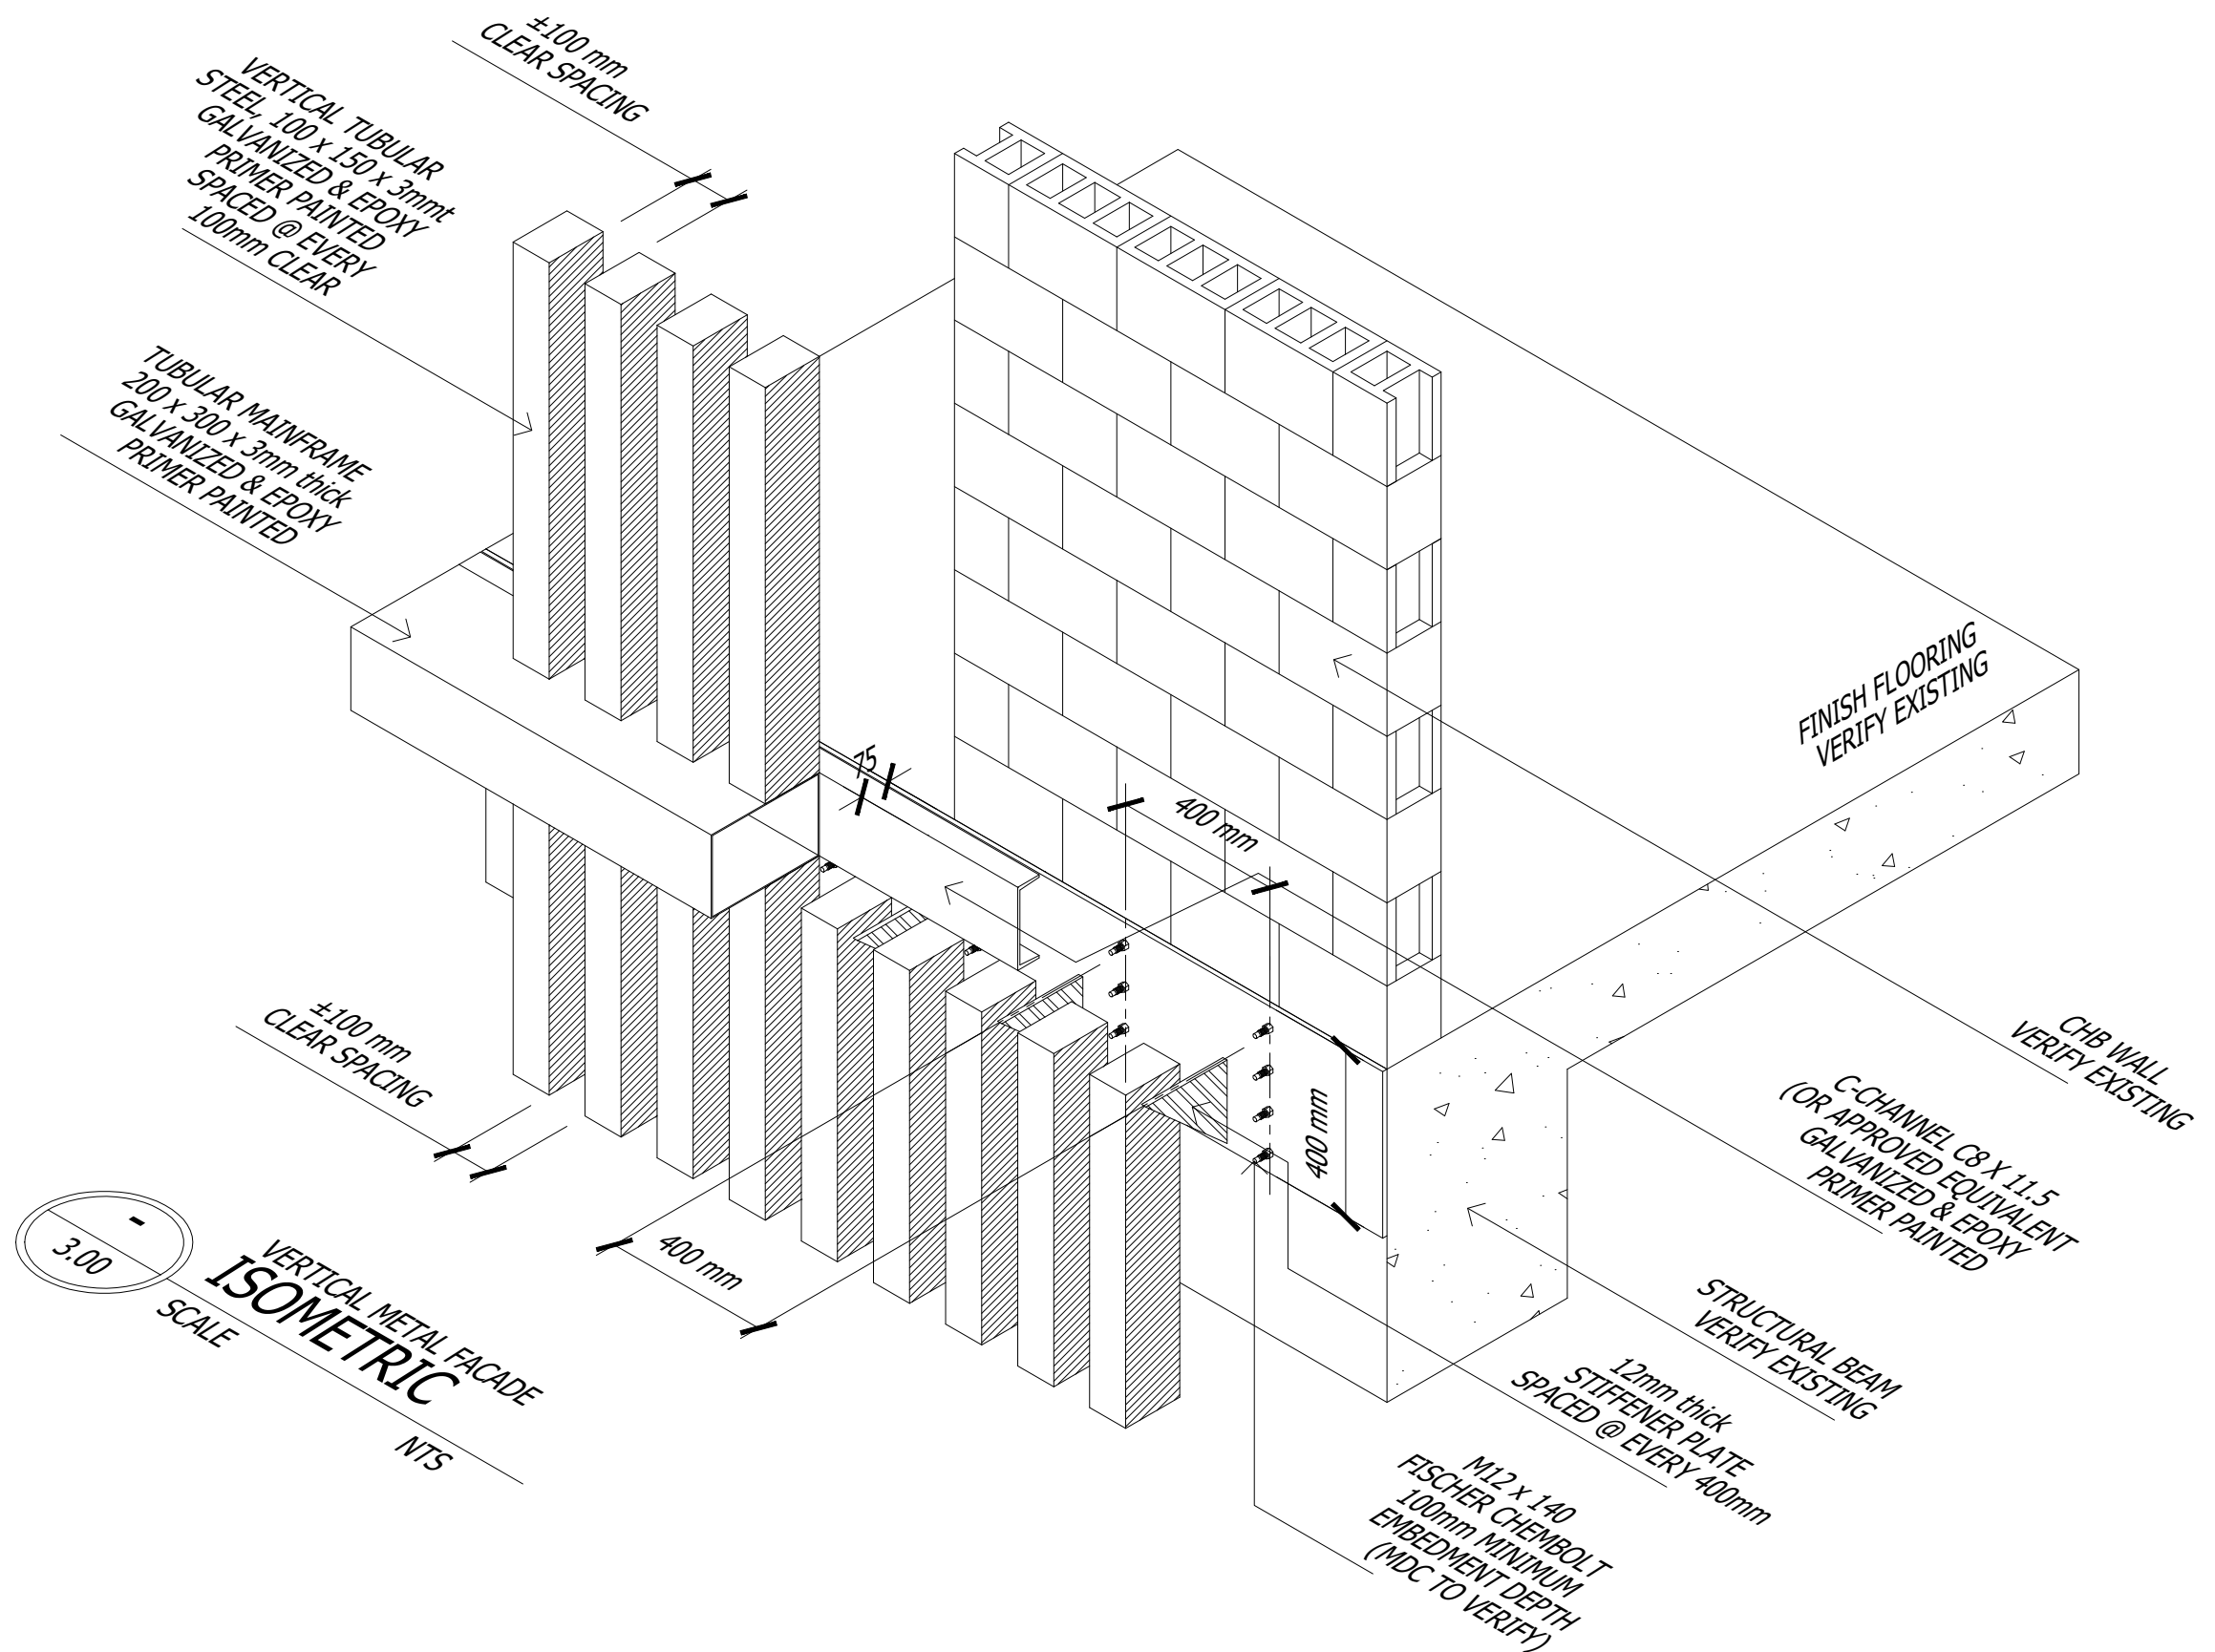 ±100 mm
CLEAR SPACING
VERTICAL TUBULAR
STEEL, 100 x 150 x 3mmt
GALVANIZED & EPOXY
PRIMER PAINTED
SPACED @ EVERY
100mm CLEAR
TUBULAR MAINFRAME
200 x 300 x 3mm thick
GALVANIZED & EPOXY
PRIMER PAINTED
FINISH FLOORING
VERIFY EXISTING
75
400 mm
CHB WALL
VERIFY EXISTING
C-CHANNEL C8 X 11.5
(OR APPROVED EQUIVALENT
GALVANIZED & EPOXY
PRIMER PAINTED
±100 mm
CLEAR SPACING
400 mm
400 mm
STRUCTURAL BEAM
VERIFY EXISTING
12mm thick
STIFFENER PLATE
SPACED @ EVERY 400mm
M12 x 140
FISCHER CHEMBOLT
100mm MINIMUM
EMBEDMENT DEPTH
(MDC TO VERIFY)
-
3.00
VERTICAL METAL FACADE
ISOMETRIC
SCALE
NTS